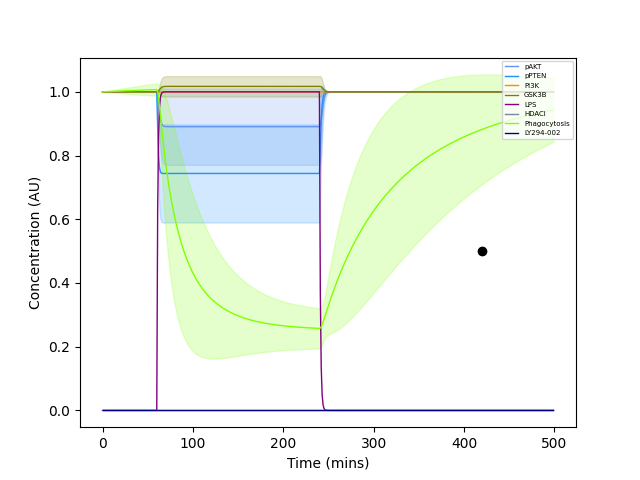 pAKT
pPTEN
PI3K
GSK3B
LPS
HDACI
Phagocytosis
LY294-002
1.0
0.8
0.6
0.4
0.2
0.0
Concentration (AU)
0 100 200 300 400 500
Time (mins)